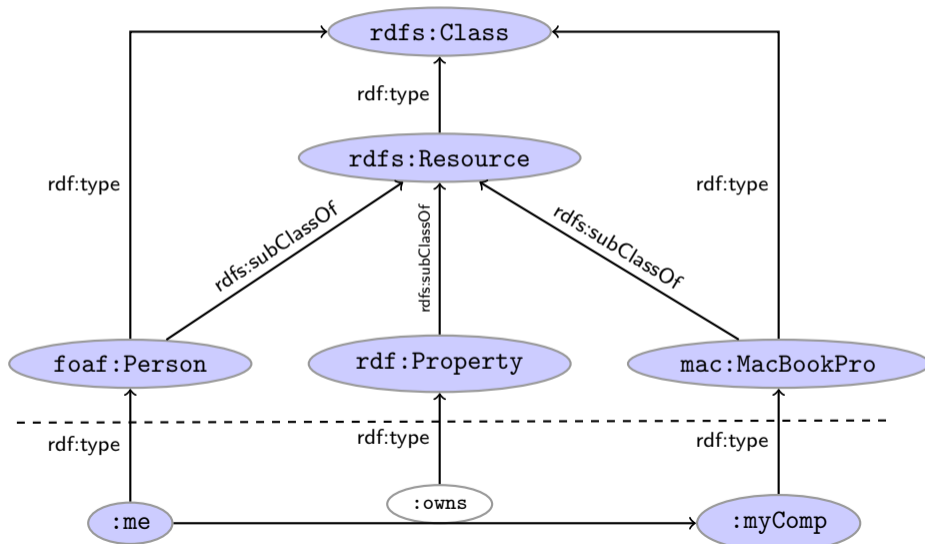 rdfs:Class
rdf:type
rdfs:Resource
rdf:type
rdf:type
rdfs:subClassOf
rdfs:subClassOf
rdfs:subClassOf
foaf:Person
rdf:Property
mac:MacBookPro
rdf:type
rdf:type
rdf:type
:me
:owns
:myComp